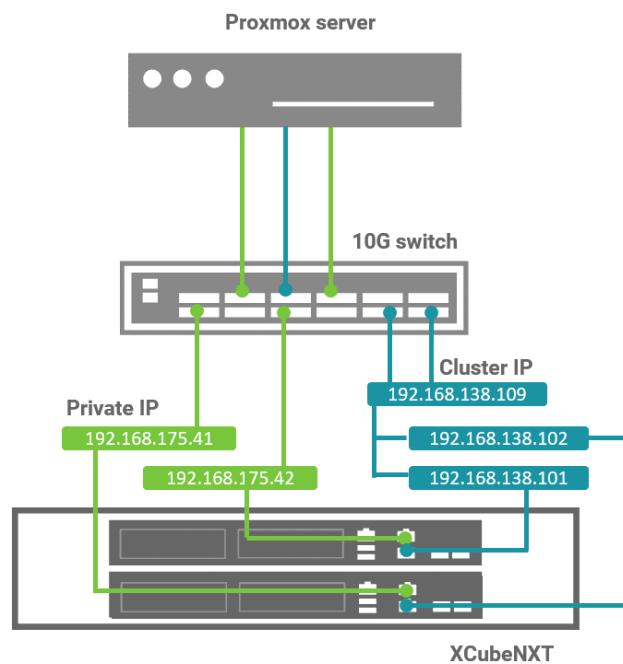 Proxmox server
10G switch
Cluster IP
192.168.138.109
Private IP
192.168.175.41
192.168.138.102
192.168.175.42
192.168.138.101
XCubeNXT